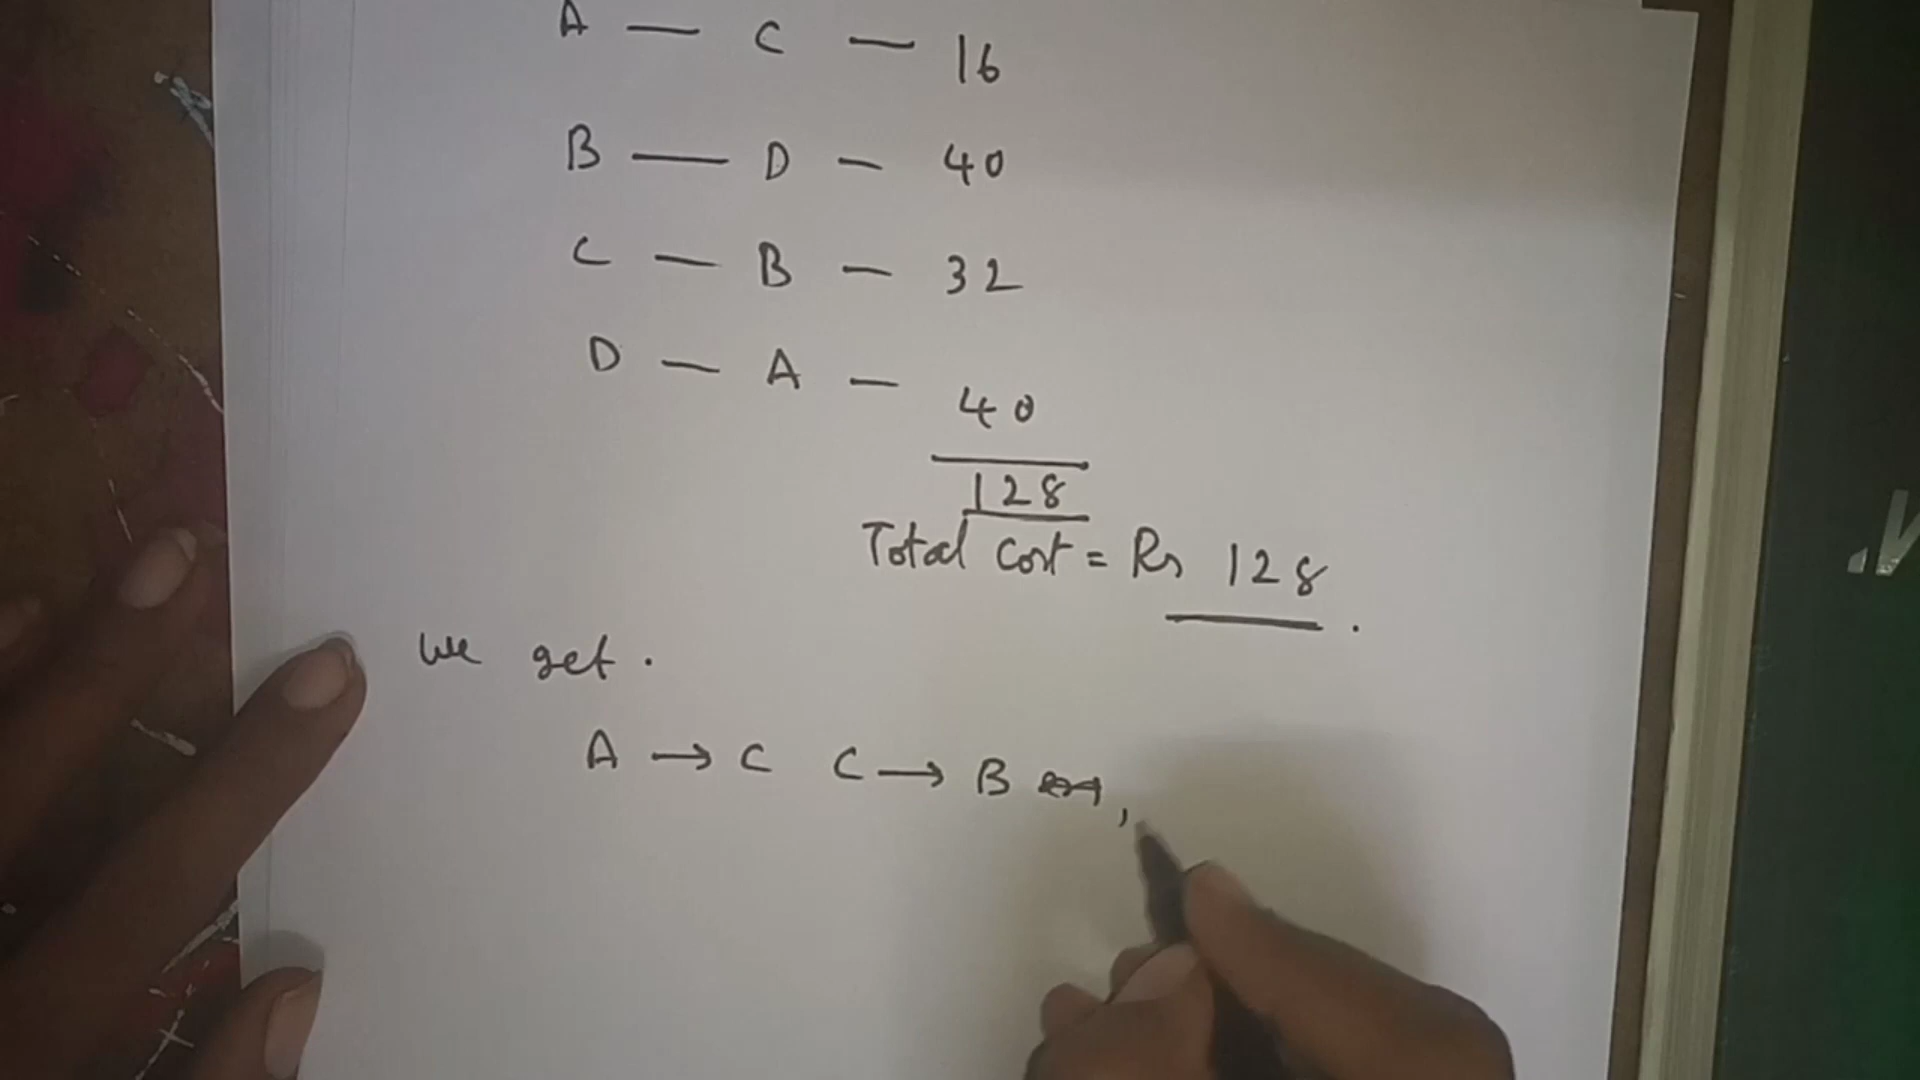 A — C — 16
B — D — 40
C — B — 32
D — A — 40
128
Total cost = Rs 128.
We get.
A → C C → B ,